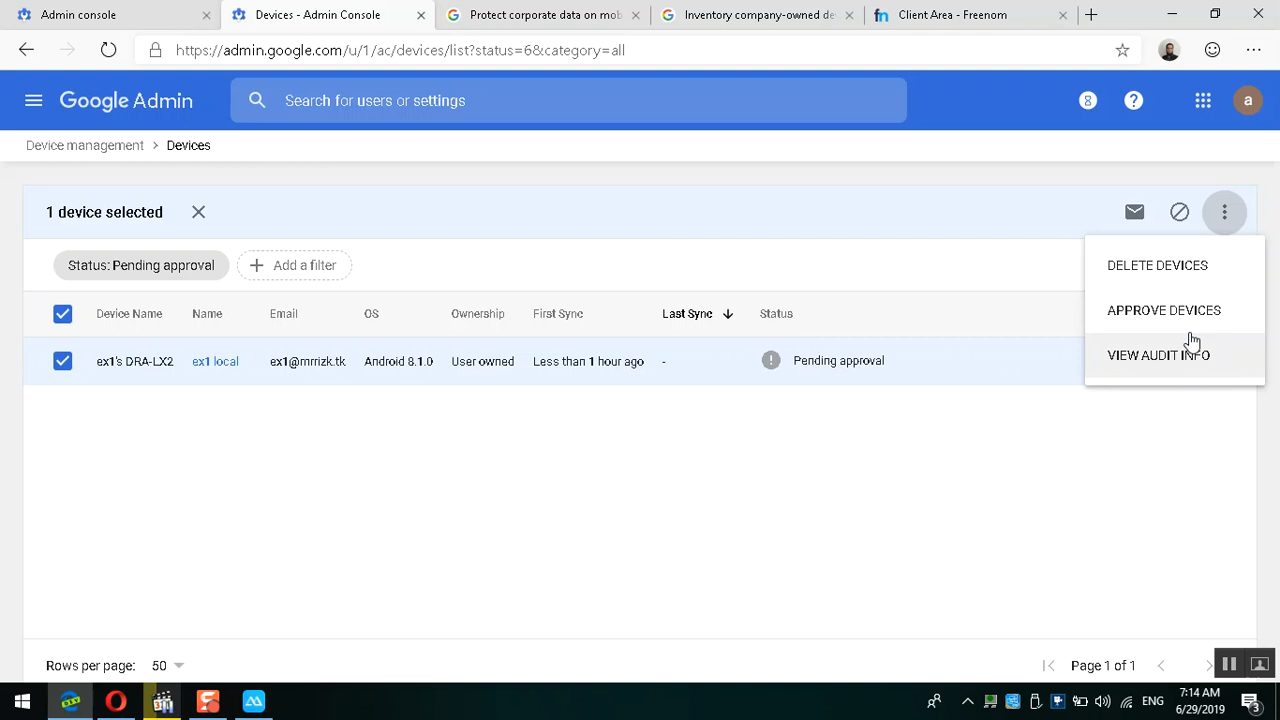 Admin console
Devices - Admin Console
Protect corporate data on mob
Inventory company-owned de
fn Client Area - Freenom
https://admin.google.com/u/1/ac/devices/list?status=6&category=all
Google Admin
Search for users or settings
8
?
a
Device management > Devices
1 device selected
Status: Pending approval
Add a filter
DELETE DEVICES
APPROVE DEVICES
VIEW AUDIT INFO
Device Name Name Email OS Ownership First Sync Last Sync Status
ex1's DRA-LX2 ex1 local ex1@mrrizk.tk Android 8.1.0 User owned Less than 1 hour ago - Pending approval
Rows per page: 50
Page 1 of 1
ENG
7:14 AM
6/29/2019
3